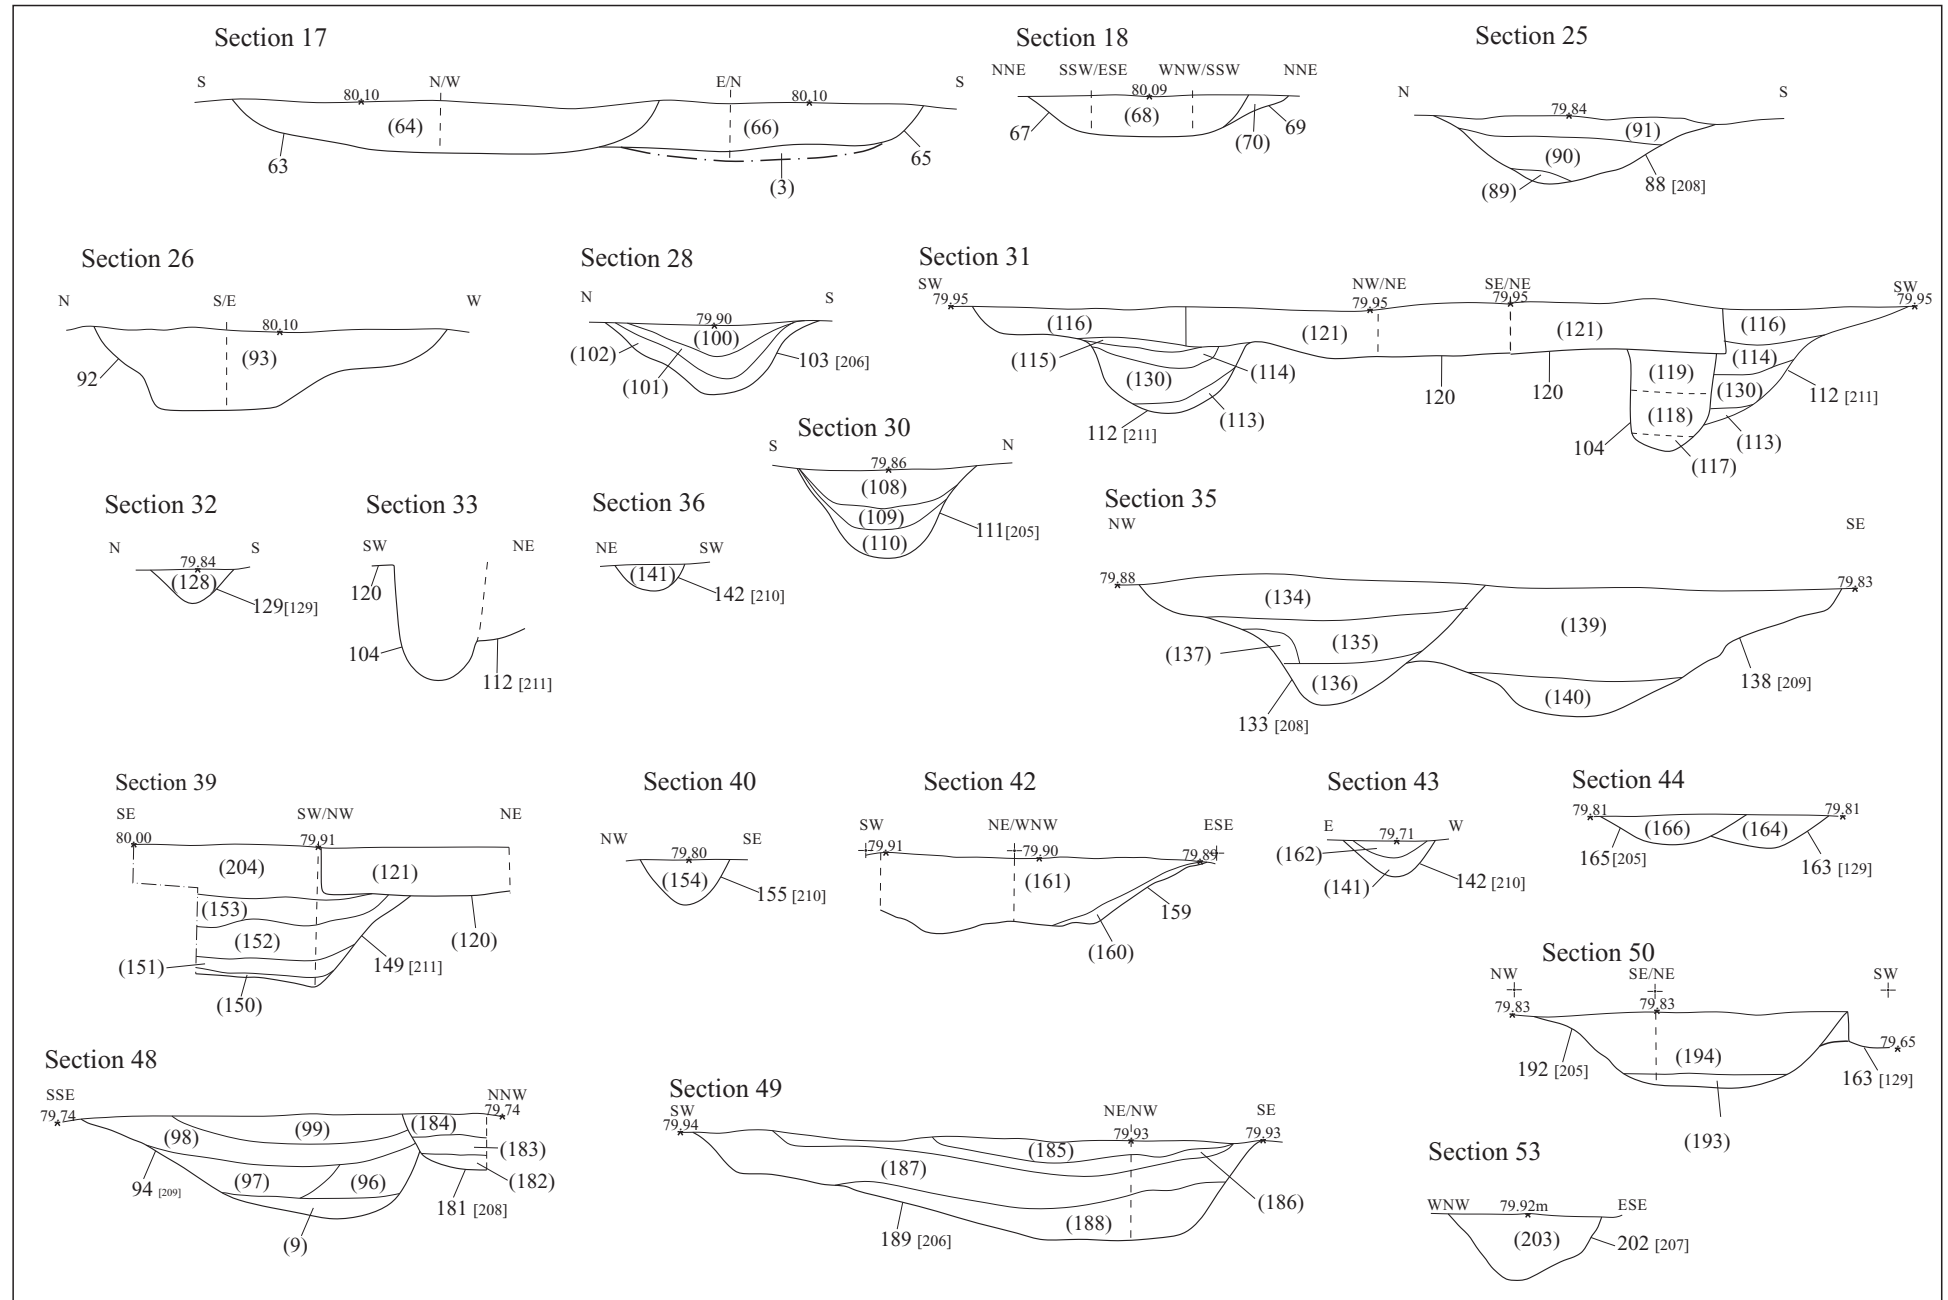 Section 17
S N/W E/N S
80.10 80.10
(64) (66)
63 65
(3)
Section 18
NNE SSW/ESE WNW/SSW NNE
80.09
(68)
67 (70) 69
Section 25
N S
79.84
(91)
(90)
(89) 88 [208]
Section 26
N S/E W
80.10
(93)
92
Section 28
N S
79.90
(100)
(102) 103 [206]
(101)
Section 31
SW NW/NE SE/NE SW
79.95 79.95 79.95 79.95
(116) (121) (121) (116)
(115) (114) (119) (114)
(130) (130)
120 120 112 [211]
(113) (118)
112 [211] 104 (113)
(117)
Section 30
S N
79.86
(108)
(109)
111[205]
(110)
Section 32
N S
79.84
(128)
129[129]
Section 33
SW NE
120
104
112 [211]
Section 36
NE SW
(141)
142 [210]
Section 35
NW SE
79.88 79.83
(134)
(139)
(135)
(137)
(136) 138 [209]
(140)
133 [208]
Section 39
SE SW/NW NE
80.00 79.91
(204) (121)
(153)
(152) (120)
(151) 149 [211]
(150)
Section 40
NW SE
79.80
(154) 155 [210]
Section 42
SW NE/WNW ESE
79.91 79.90 79.89
(161)
159
(160)
Section 43
E W
79.71
(162)
(141) 142 [210]
Section 44
79.81 79.81
(166) (164)
165[205] 163 [129]
Section 50
NW SE/NE SW
79.83 79.83
79.65
(194)
192 [205] 163 [129]
(193)
Section 48
SSE NNW
79.74 79.74
(98) (99) (184)
(183)
(97) (96) (182)
94 [209] 181 [208]
(9)
Section 49
SW NE/NW SE
79.94 79.93 79.93
(185)
(187)
(186)
(188)
189 [206]
Section 53
WNW 79.92m ESE
(203) 202 [207]